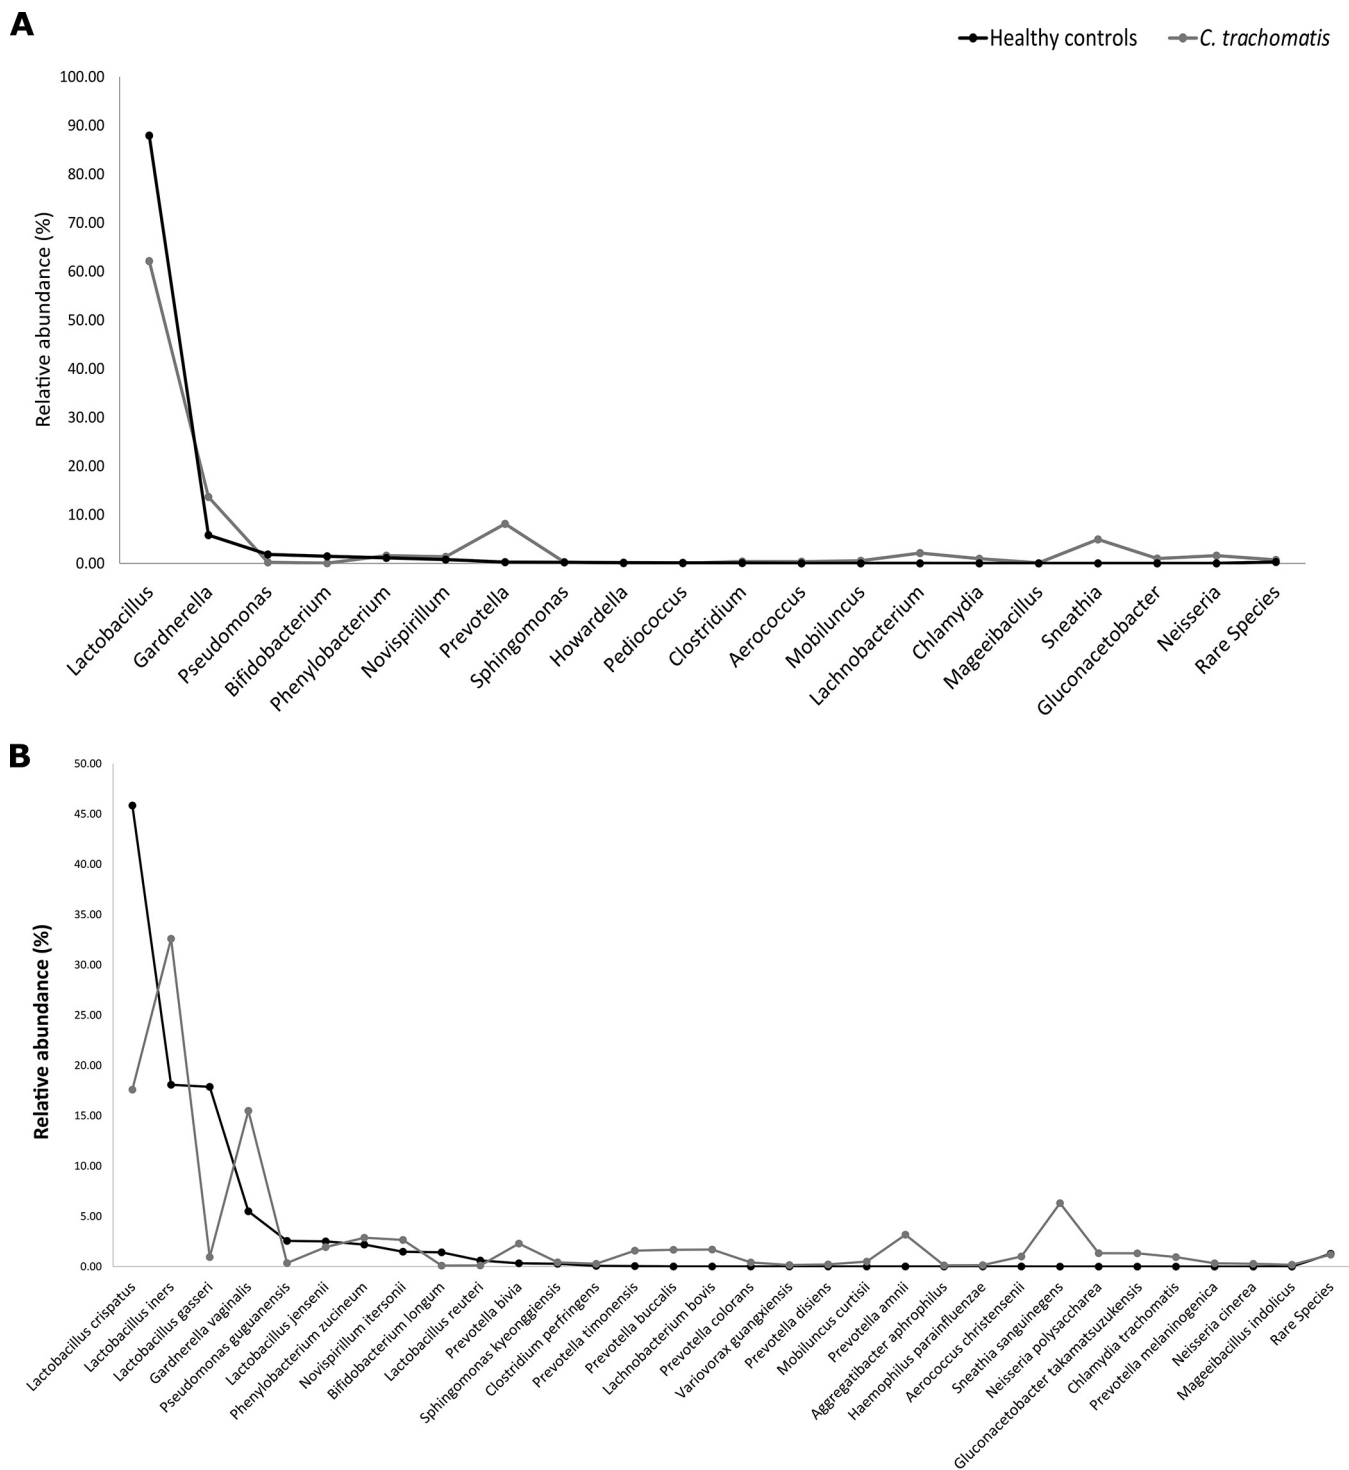 A
Healthy controls
C. trachomatis
Relative abundance (%)
100.00
90.00
80.00
70.00
60.00
50.00
40.00
30.00
20.00
10.00
0.00
Lactobacillus
Gardnerella
Pseudomonas
Bifidobacterium
Phenylobacterium
Novispirillum
Prevotella
Sphingomonas
Howardella
Pediococcus
Clostridium
Aerococcus
Mobiluncus
Lachnobacterium
Chlamydia
Mageeibacillus
Sneathia
Gluconacetobacter
Neisseria
Rare Species
B
Relative abundance (%)
50.00
45.00
40.00
35.00
30.00
25.00
20.00
15.00
10.00
5.00
0.00
Lactobacillus crispatus
Lactobacillus iners
Lactobacillus gasseri
Gardnerella vaginalis
Pseudomonas guguanensis
Lactobacillus jensenii
Phenylobacterium zucineum
Novispirillum itersonii
Bifidobacterium longum
Lactobacillus reuteri
Prevotella bivia
Sphingomonas kyeonggiensis
Clostridium perfringens
Prevotella timonensis
Prevotella buccalis
Lachnobacterium bovis
Prevotella colorans
Variovorax guangxiensis
Prevotella disiens
Mobiluncus curtisii
Prevotella amnii
Aggregatibacter aphrophilus
Haemophilus parainfluenzae
Aeroccus christensenii
Sneathia sanguinegens
Neisseria polysaccharea
Gluconacetobacter takamatsuzukensis
Chlamydia trachomatis
Prevotella melaninogenica
Neisseria cinerea
Mageeibacillus indolicus
Rare Species